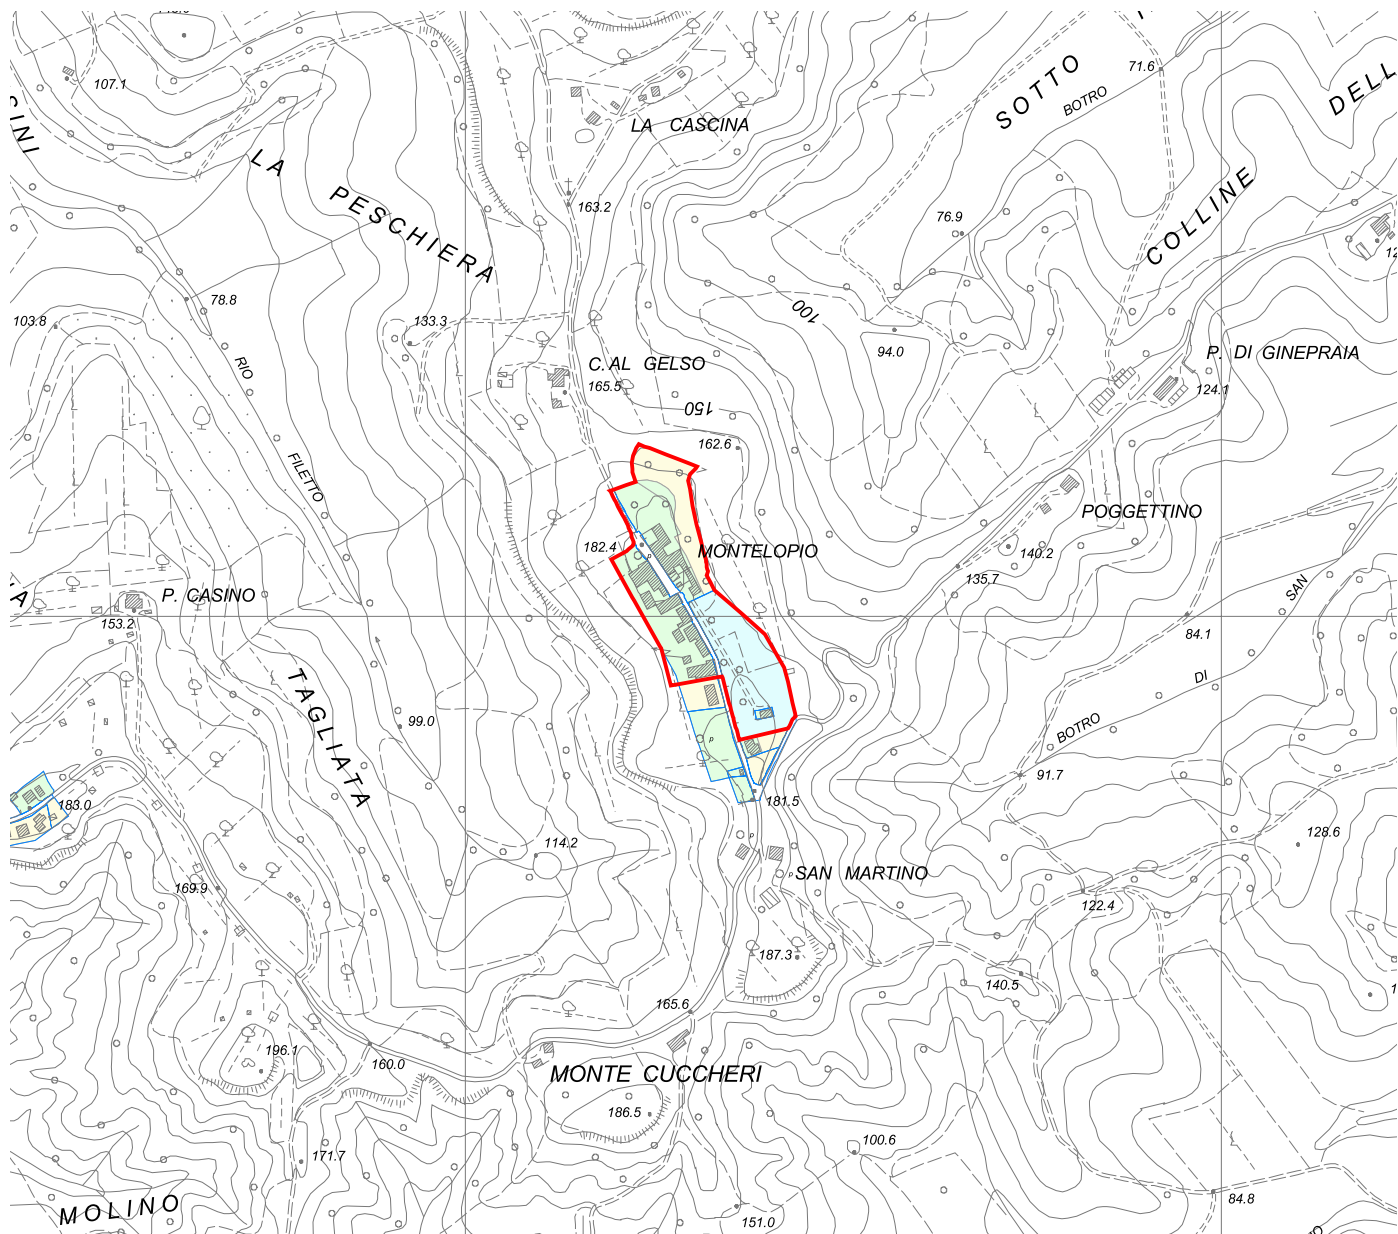 107.1
CINI
LA PESCHIERA
LA CASCINA
163.2
SOTTO
BOTRO
71.6
DELL
COLLINE
76.9
78.8
103.8
133.3
100
94.0
RIO
FILETTO
C. AL GELSO
165.5
150
162.6
P. DI GINEPRAIA
124.1
POGGETTINO
140.2
135.7
182.4
P
MONTELOPIO
A
P. CASINO
153.2
84.1
SAN
DI
BOTRO
91.7
TAGLIATA
99.0
P
183.0
181.5
P
114.2
128.6
P
SAN MARTINO
169.9
122.4
187.3
140.5
165.6
196.1
160.0
MONTE CUCCHERI
186.5
100.6
171.7
MOLINO
151.0
84.8